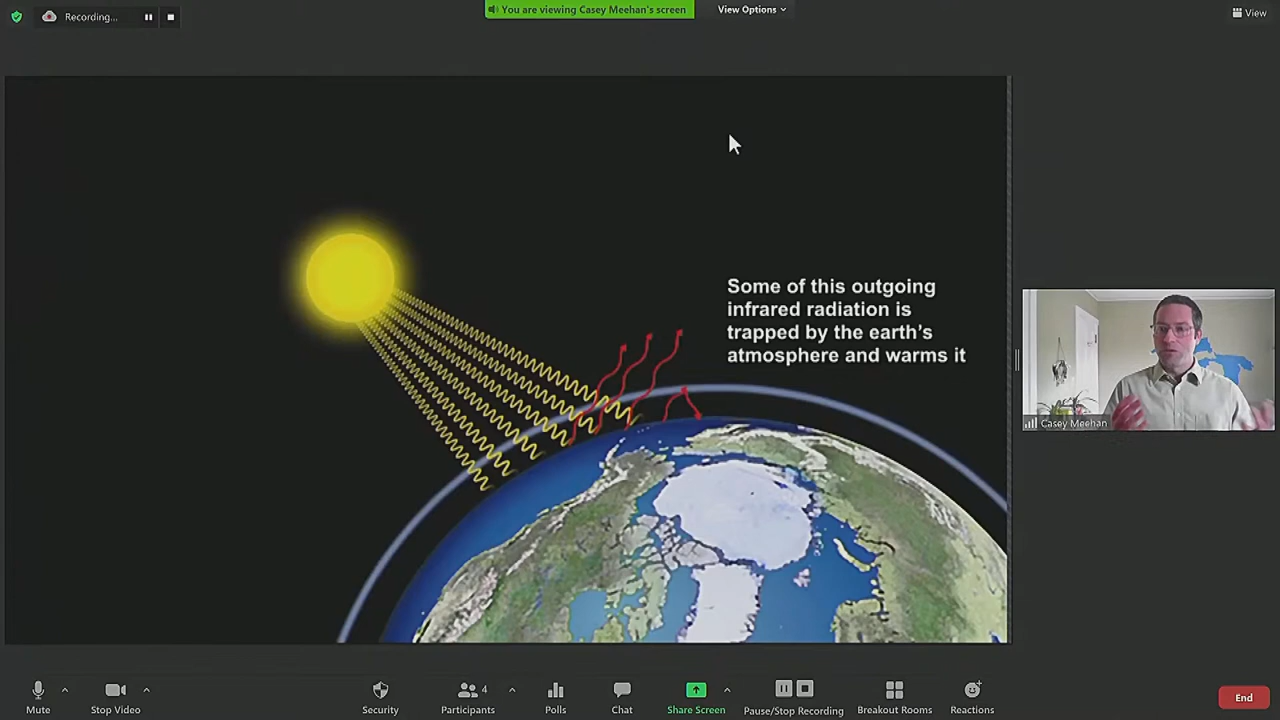 Recording...
You are viewing Casey Meehan's screen
View Options
View
Some of this outgoing
infrared radiation is
trapped by the earth's
atmosphere and warms it
Casey Meehan
Mute
Stop Video
Security
4
Participants
Polls
Chat
Share Screen
Pause/Stop Recording
Breakout Rooms
Reactions
End